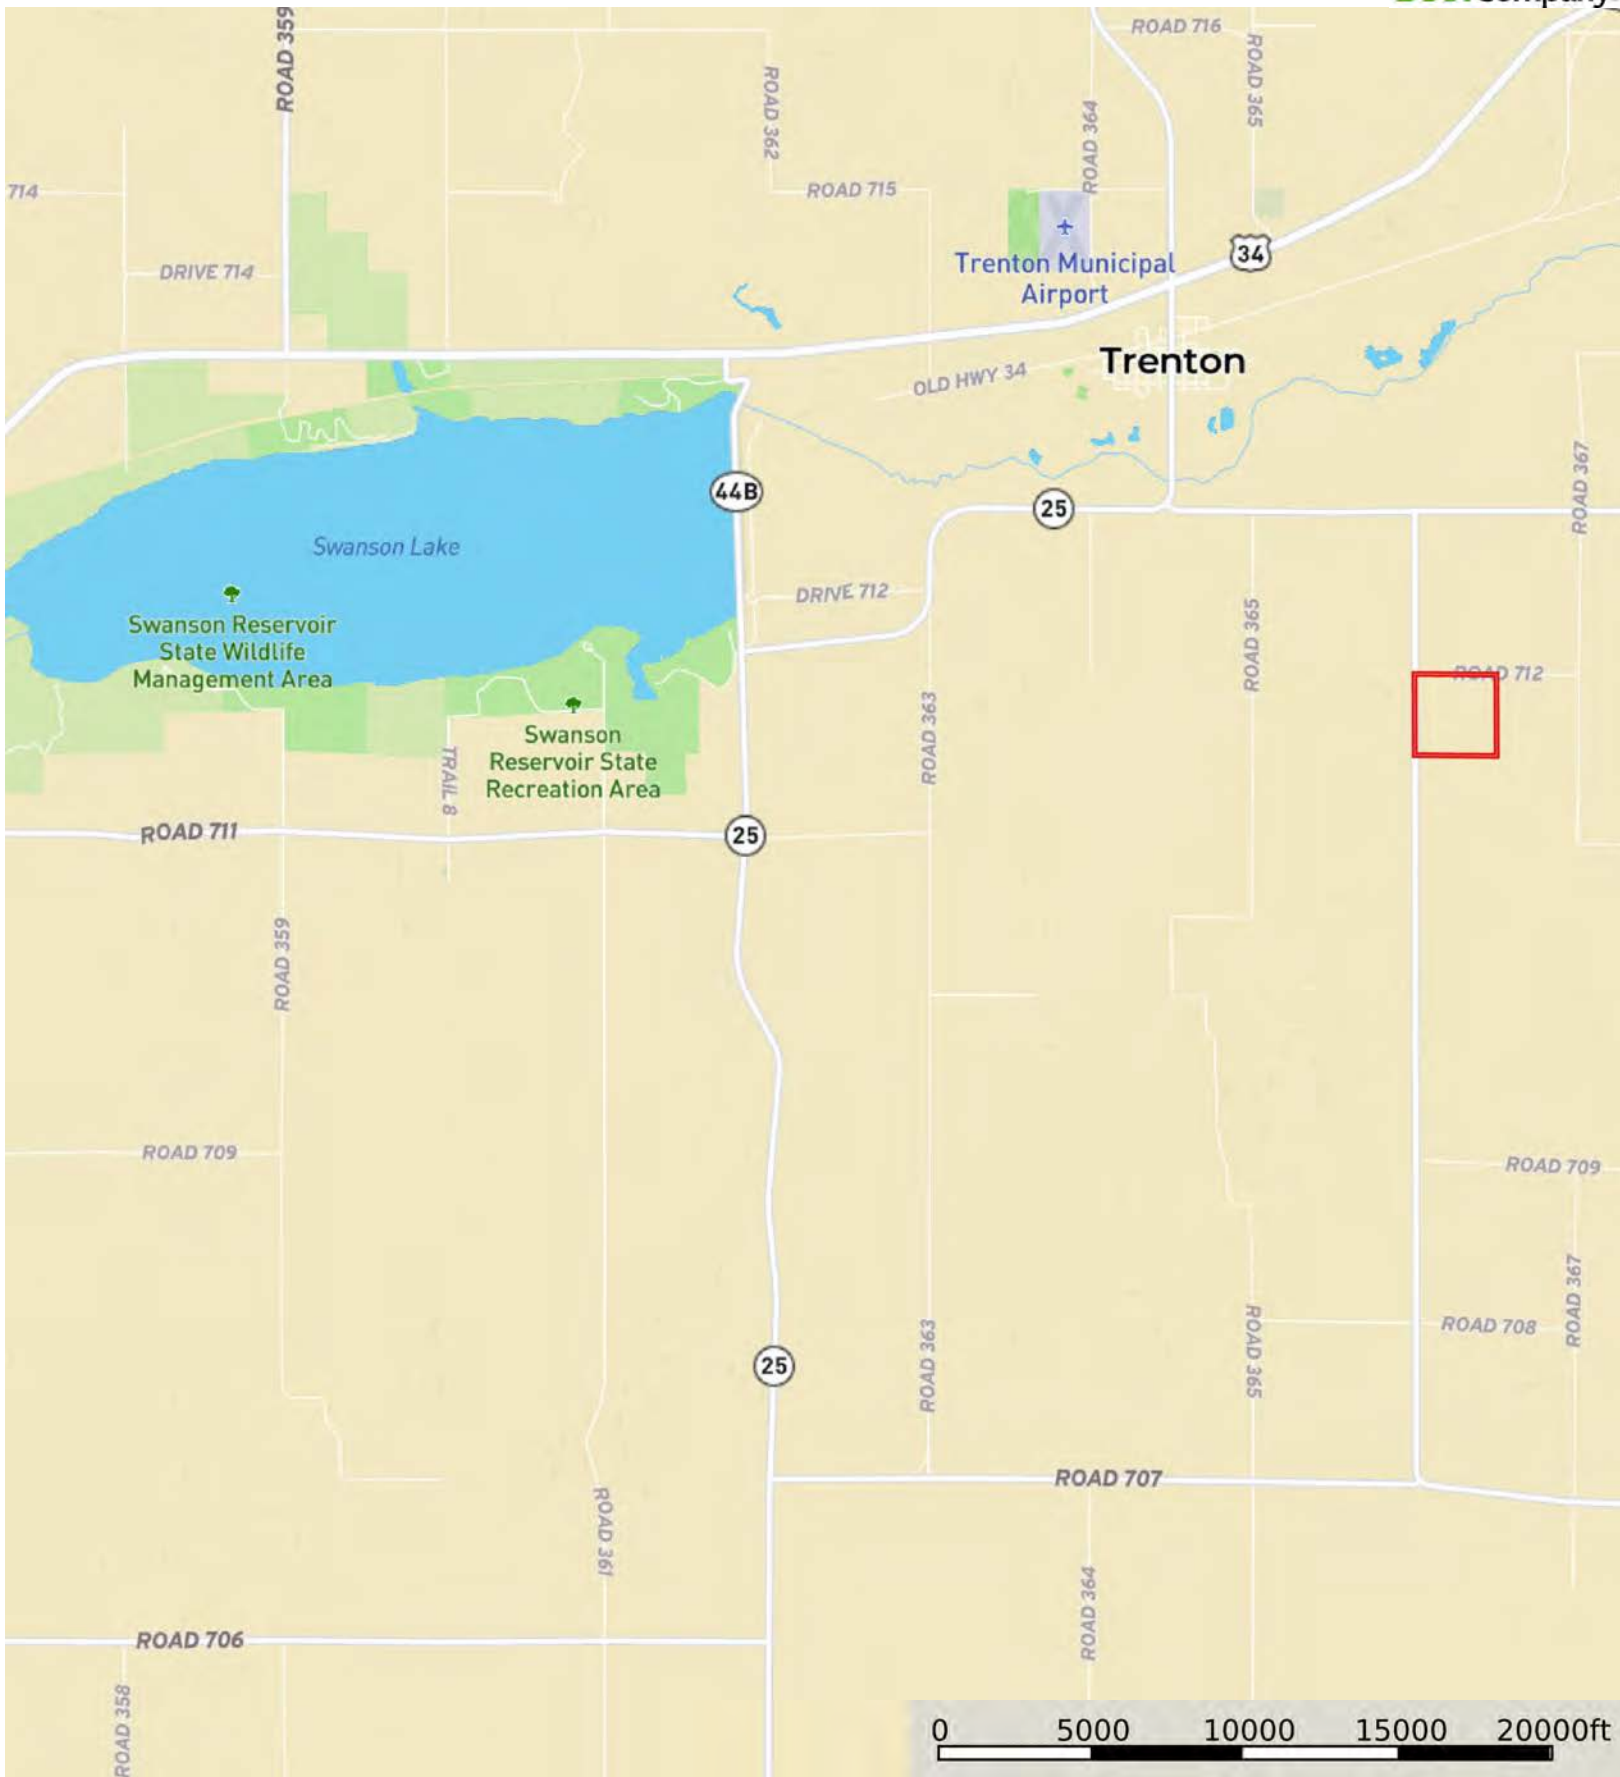 ROAD 359
ROAD 716
ROAD 365
ROAD 362
ROAD 364
714
ROAD 715
34
DRIVE 714
Trenton Municipal
Airport
Trenton
OLD HWY 34
ROAD 367
44B
25
Swanson Lake
DRIVE 712
Swanson Reservoir
State Wildlife
Management Area
ROAD 365
ROAD 712
ROAD 363
Swanson
Reservoir State
Recreation Area
TRAIL 8
ROAD 711
25
ROAD 359
ROAD 709
ROAD 709
ROAD 367
ROAD 708
ROAD 365
ROAD 363
25
ROAD 707
ROAD 361
ROAD 364
ROAD 706
ROAD 358
0 5000 10000 15000 20000ft